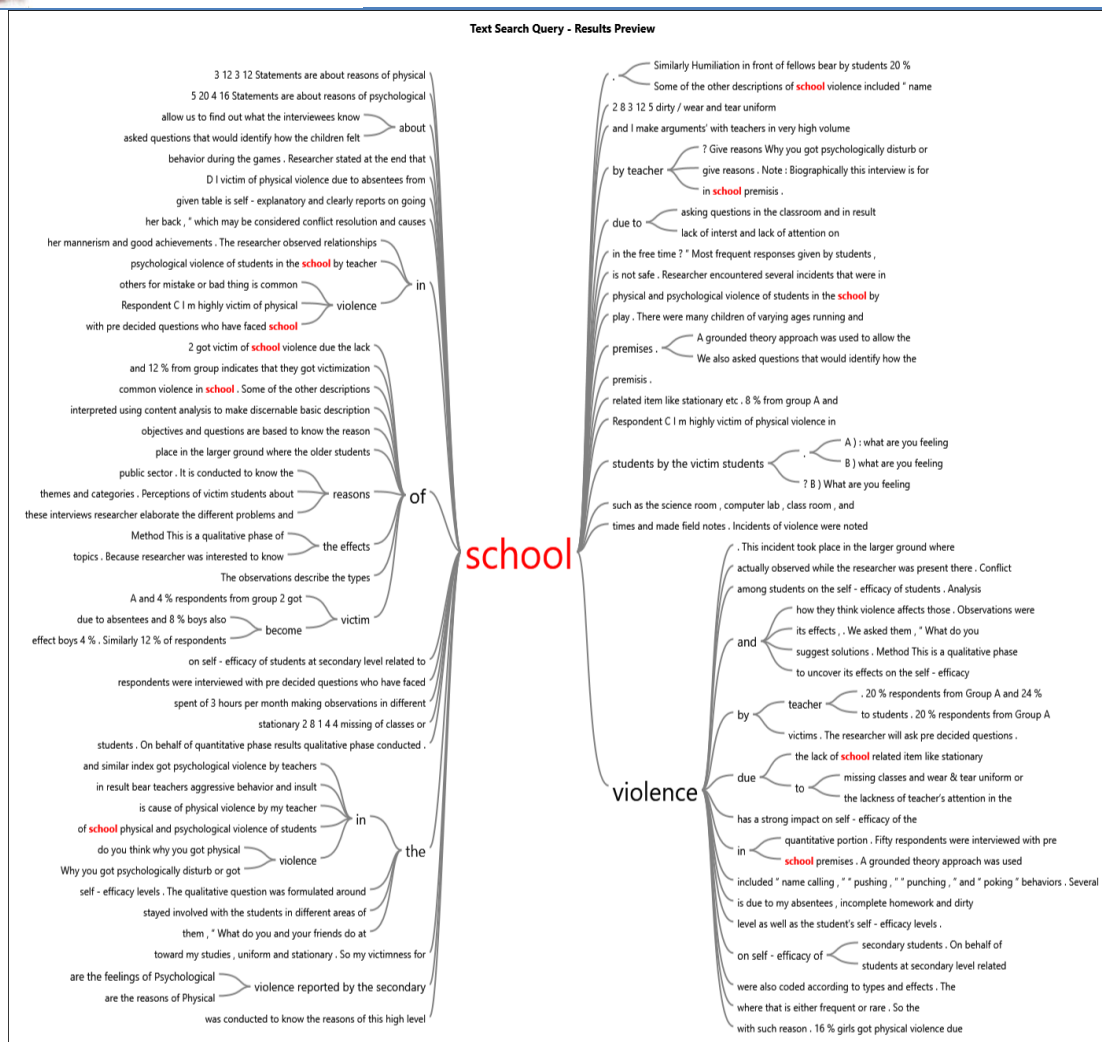 Text Search Query - Results Preview
3 12 3 12 Statements are about reasons of physical
5 20 4 16 Statements are about reasons of psychological
allow us to find out what the interviewees know
asked questions that would identify how the children felt
about
behavior during the games . Researcher stated at the end that
D I victim of physical violence due to absentees from
given table is self - explanatory and clearly reports on going
her back , " which may be considered conflict resolution and causes
her mannerism and good achievements . The researcher observed relationships
psychological violence of students in the school by teacher
others for mistake or bad thing is common
Respondent C I m highly victim of physical
with pre decided questions who have faced school
violence
in
2 got victim of school violence due the lack
and 12 % from group indicates that they got victimization
common violence in school . Some of the other descriptions
interpreted using content analysis to make discernable basic description
objectives and questions are based to know the reason
place in the larger ground where the older students
public sector . It is conducted to know the
themes and categories . Perceptions of victim students about
these interviews researcher elaborate the different problems and
reasons
of
Method This is a qualitative phase of
topics . Because researcher was interested to know
the effects
The observations describe the types
A and 4 % respondents from group 2 got
due to absentees and 8 % boys also
effect boys 4 % . Similarly 12 % of respondents
become
victim
on self - efficacy of students at secondary level related to
respondents were interviewed with pre decided questions who have faced
spent of 3 hours per month making observations in different
stationary 2 8 1 4 4 missing of classes or
students . On behalf of quantitative phase results qualitative phase conducted .
and similar index got psychological violence by teachers
in result bear teachers aggressive behavior and insult
is cause of physical violence by my teacher
of school physical and psychological violence of students
do you think why you got physical
Why you got psychologically disturb or got
violence
in
the
self - efficacy levels . The qualitative question was formulated around
stayed involved with the students in different areas of
them , " What do you and your friends do at
toward my studies , uniform and stationary . So my victimness for
are the feelings of Psychological
are the reasons of Physical
violence reported by the secondary
was conducted to know the reasons of this high level
school
.
Similarly Humiliation in front of fellows bear by students 20 %
Some of the other descriptions of school violence included " name
2 8 3 12 5 dirty / wear and tear uniform
and I make arguments' with teachers in very high volume
by teacher
? Give reasons Why you got psychologically disturb or
give reasons . Note : Biographically this interview is for
in school premisis .
due to
asking questions in the classroom and in result
lack of interst and lack of attention on
in the free time ? " Most frequent responses given by students ,
is not safe . Researcher encountered several incidents that were in
physical and psychological violence of students in the school by
play . There were many children of varying ages running and
premises .
A grounded theory approach was used to allow the
We also asked questions that would identify how the
premisis .
related item like stationary etc . 8 % from group A and
Respondent C I m highly victim of physical violence in
students by the victim students
.
A ) : what are you feeling
B ) what are you feeling
? B ) What are you feeling
such as the science room , computer lab , class room , and
times and made field notes . Incidents of violence were noted
violence
. This incident took place in the larger ground where
actually observed while the researcher was present there . Conflict
among students on the self - efficacy of students . Analysis
and
how they think violence affects those . Observations were
its effects , . We asked them , " What do you
suggest solutions . Method This is a qualitative phase
to uncover its effects on the self - efficacy
by
teacher
. 20 % respondents from Group A and 24 %
to students . 20 % respondents from Group A
victims . The researcher will ask pre decided questions .
due
the lack of school related item like stationary
to
missing classes and wear & tear uniform or
the lackness of teacher's attention in the
has a strong impact on self - efficacy of the
in
quantitative portion . Fifty respondents were interviewed with pre
school premises . A grounded theory approach was used
included " name calling , " " pushing , " " punching , " and " poking " behaviors . Several
is due to my absentees , incomplete homework and dirty
level as well as the student's self - efficacy levels .
on self - efficacy of
secondary students . On behalf of
students at secondary level related
were also coded according to types and effects . The
where that is either frequent or rare . So the
with such reason . 16 % girls got physical violence due